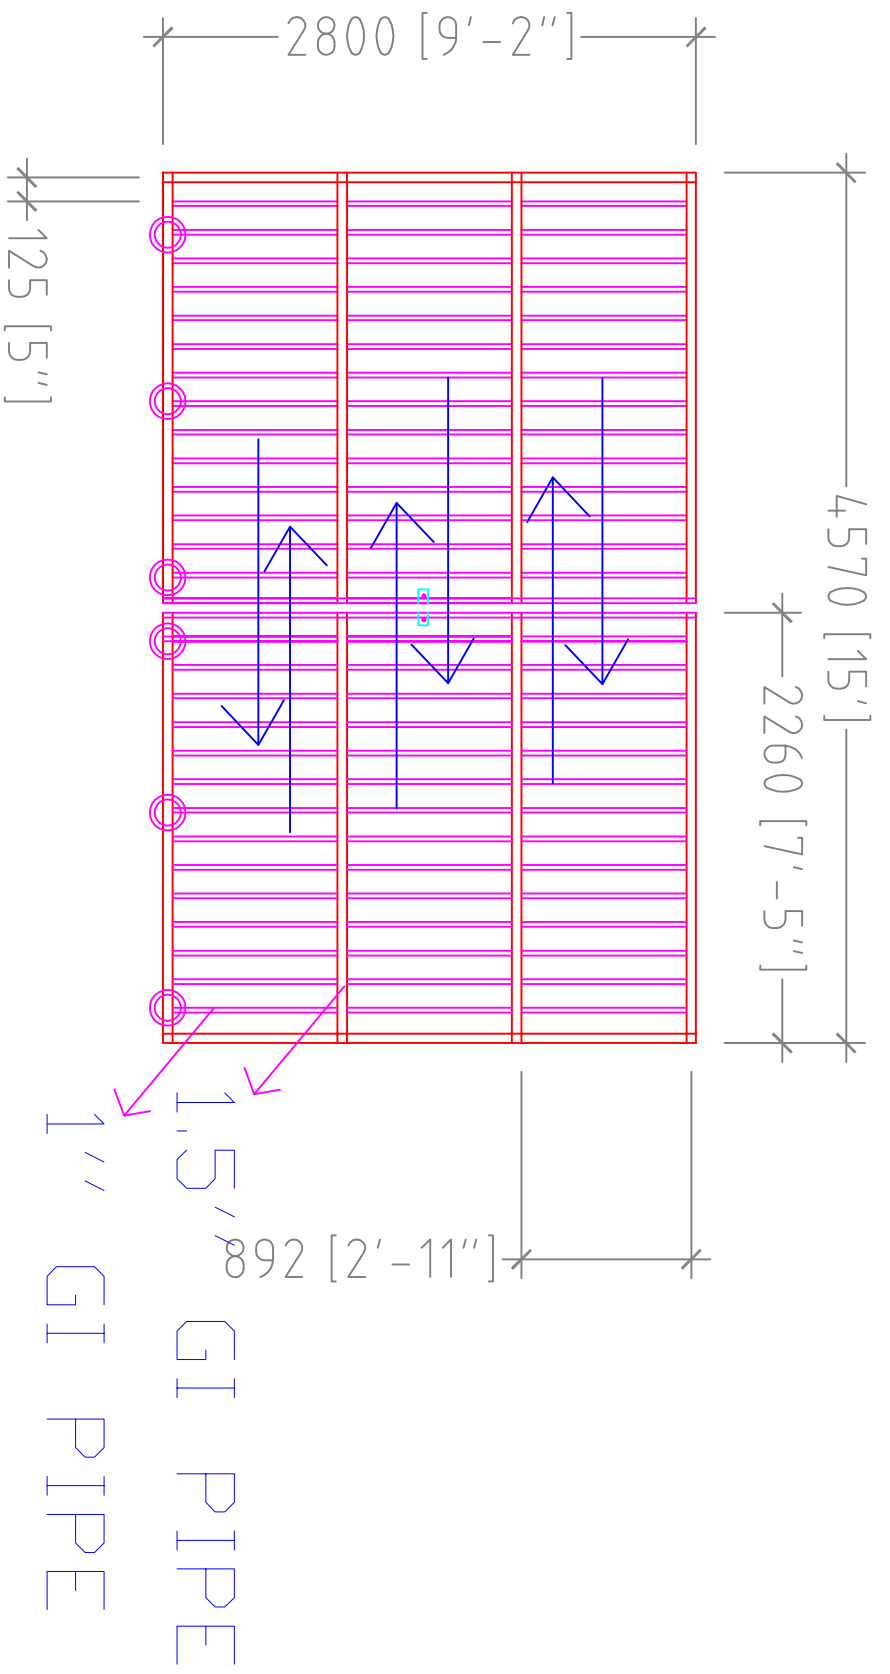 2800 [9'-2"]
4570 [15']
2260 [7'-5"]
125 [5"]
892 [2'-11"]
1.5" GI PIPE
1" GI PIPE